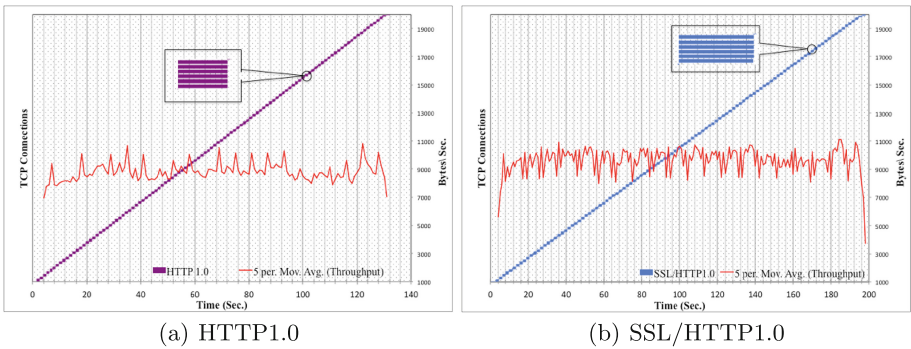 TCP Connections
19000
17000
15000
13000
11000
9000
7000
5000
3000
1000
Bytes\ Sec.
HTTP 1.0
5 per. Mov. Avg. (Throughput)
0 20 40 60 80 100 120 140
Time (Sec.)
(a) HTTP1.0
TCP Connections
19000
17000
15000
13000
11000
9000
7000
5000
3000
1000
Bytes\ Sec.
SSL/HTTP1.0
5 per. Mov. Avg. (Throughput)
0 20 40 60 80 100 120 140 160 180 200
Time (Sec.)
(b) SSL/HTTP1.0